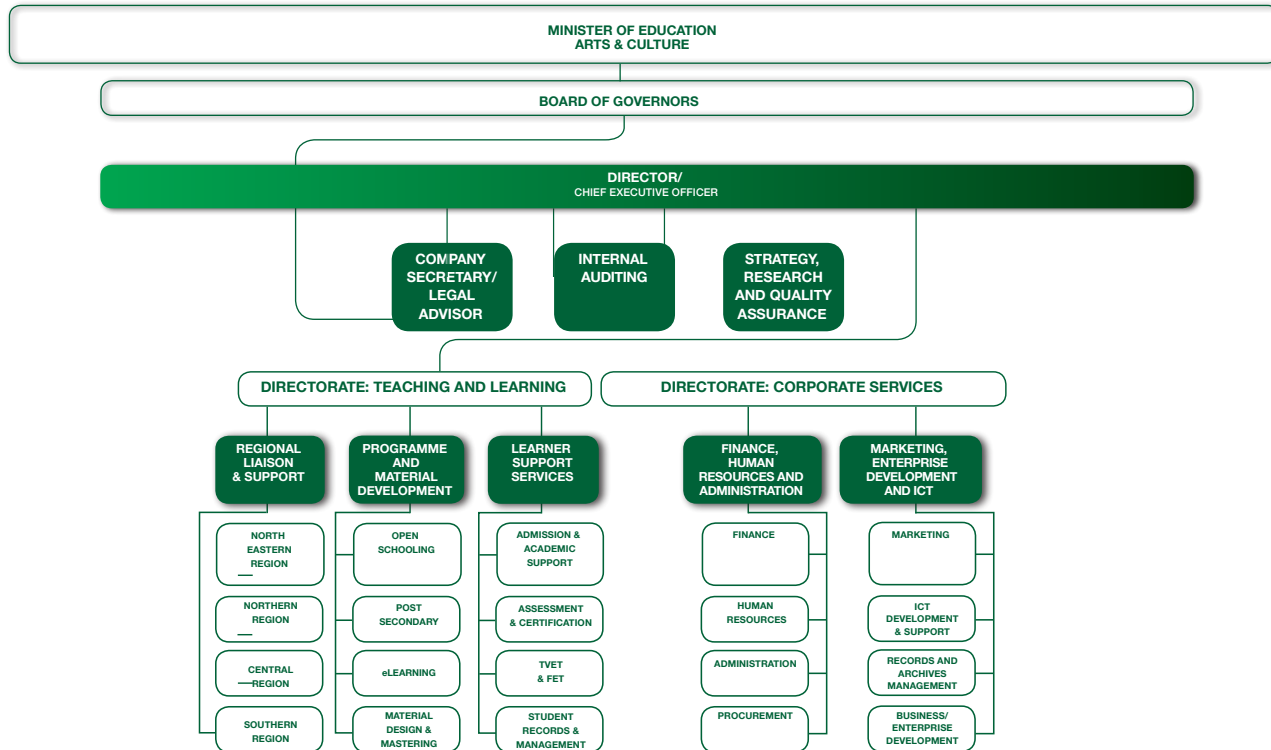 MINISTER OF EDUCATION
ARTS & CULTURE
BOARD OF GOVERNORS
DIRECTOR/
CHIEF EXECUTIVE OFFICER
COMPANY
SECRETARY/
LEGAL
ADVISOR
INTERNAL
AUDITING
STRATEGY,
RESEARCH
AND QUALITY
ASSURANCE
DIRECTORATE: TEACHING AND LEARNING
DIRECTORATE: CORPORATE SERVICES
REGIONAL
LIAISON
& SUPPORT
PROGRAMME
AND
MATERIAL
DEVELOPMENT
LEARNER
SUPPORT
SERVICES
FINANCE,
HUMAN
RESOURCES AND
ADMINISTRATION
MARKETING,
ENTERPRISE
DEVELOPMENT
AND ICT
NORTH
EASTERN
REGION
NORTHERN
REGION
CENTRAL
REGION
SOUTHERN
REGION
OPEN
SCHOOLING
POST
SECONDARY
eLEARNING
MATERIAL
DESIGN &
MASTERING
ADMISSION &
ACADEMIC
SUPPORT
ASSESSMENT
& CERTIFICATION
TVET
& FET
STUDENT
RECORDS &
MANAGEMENT
FINANCE
HUMAN
RESOURCES
ADMINISTRATION
PROCUREMENT
MARKETING
ICT
DEVELOPMENT
& SUPPORT
RECORDS AND
ARCHIVES
MANAGEMENT
BUSINESS/
ENTERPRISE
DEVELOPMENT